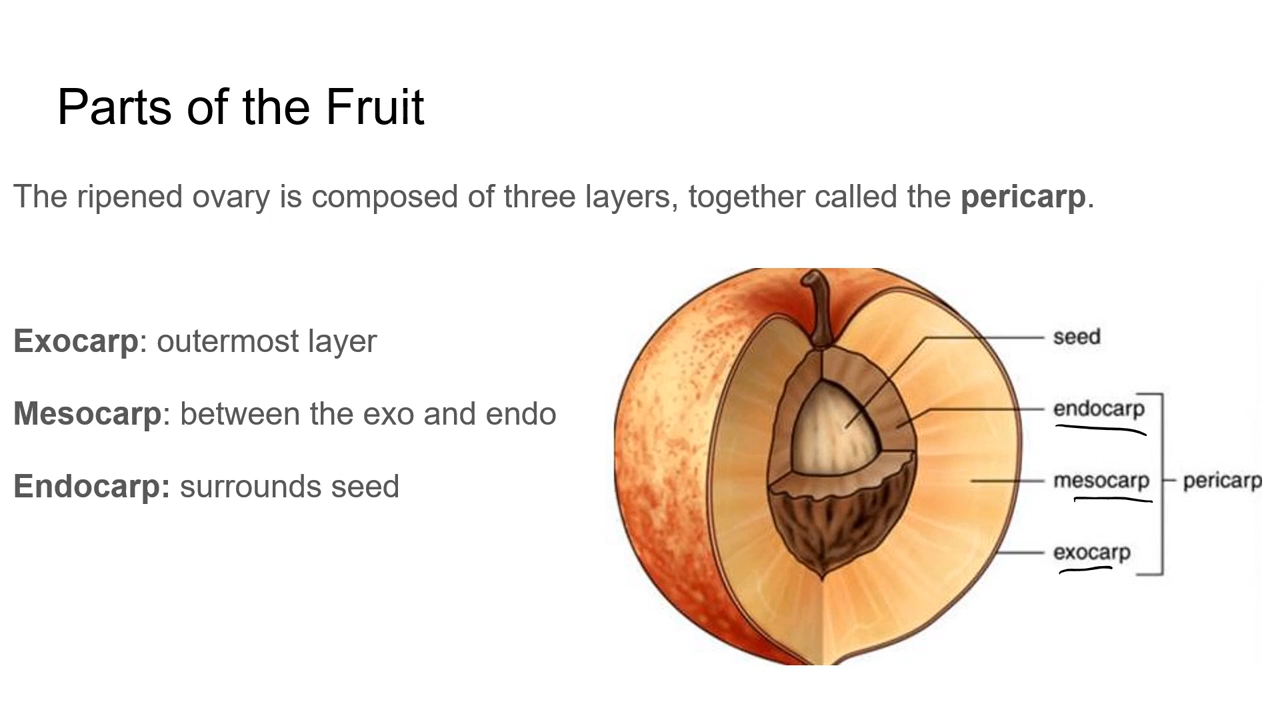 Parts of the Fruit
The ripened ovary is composed of three layers, together called the pericarp.
Exocarp: outermost layer
Mesocarp: between the exo and endo
Endocarp: surrounds seed
seed
endocarp
mesocarp
pericarp
exocarp